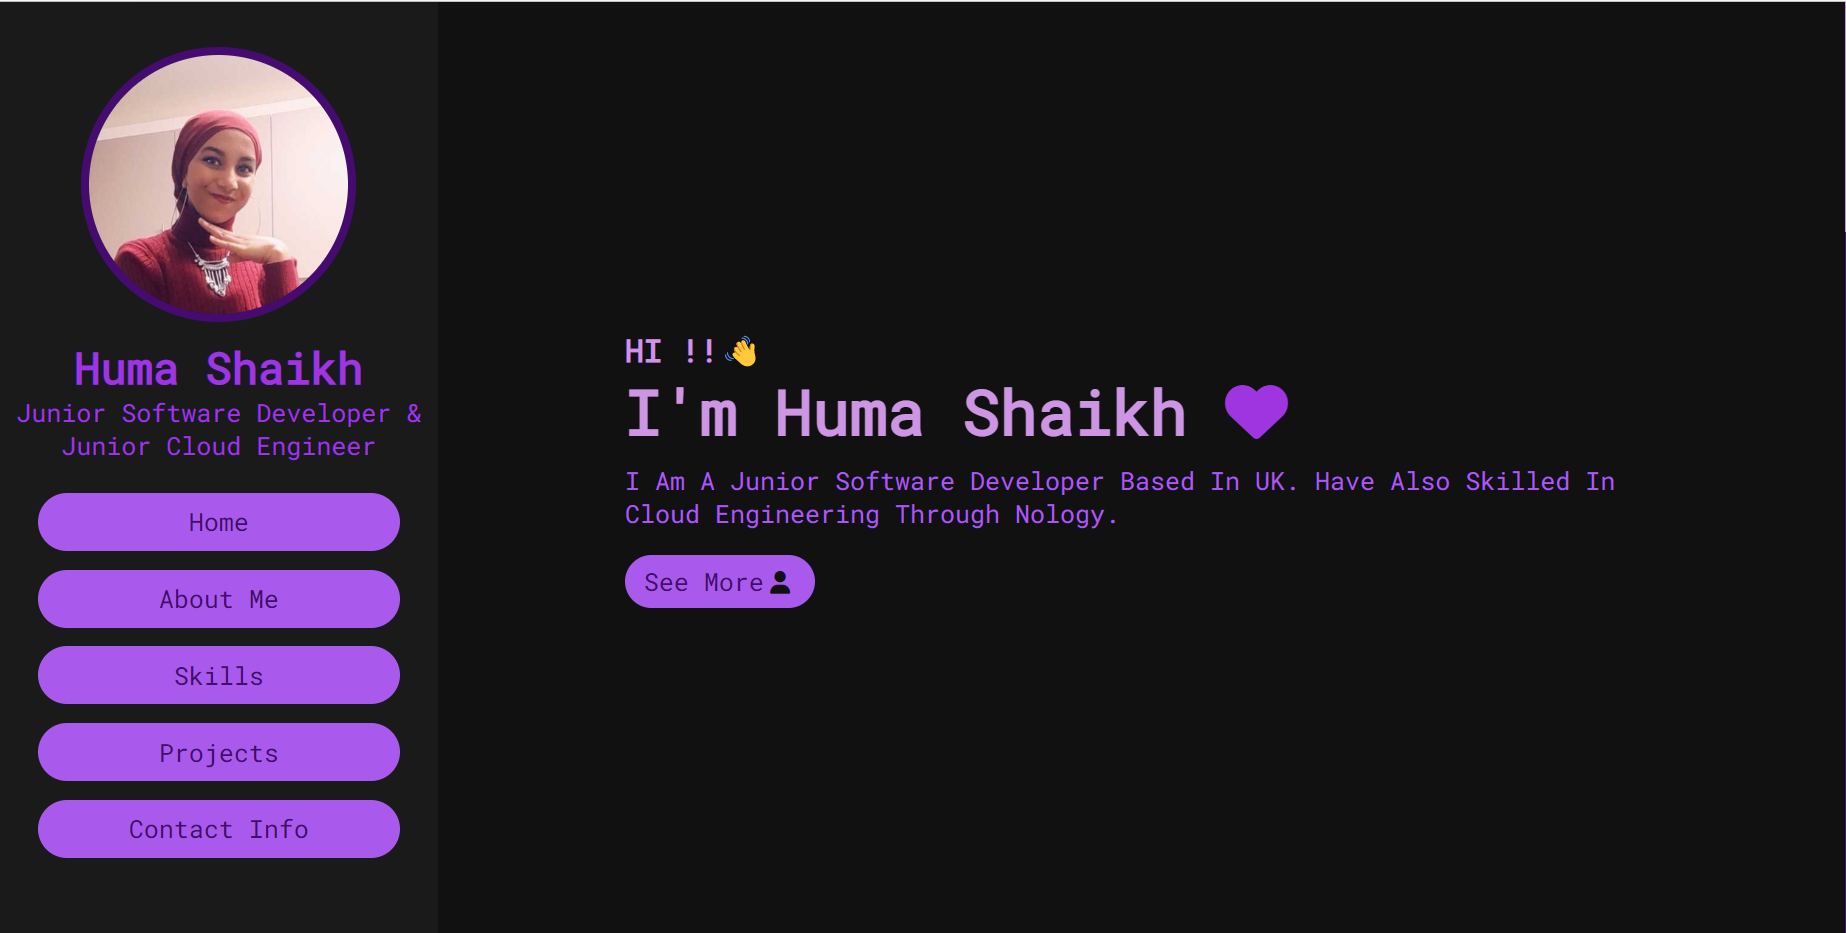 Huma Shaikh
Junior Software Developer &
Junior Cloud Engineer
Home
About Me
Skills
Projects
Contact Info
HI !!👋
I'm Huma Shaikh
I Am A Junior Software Developer Based In UK. Have Also Skilled In
Cloud Engineering Through Nology.
See More